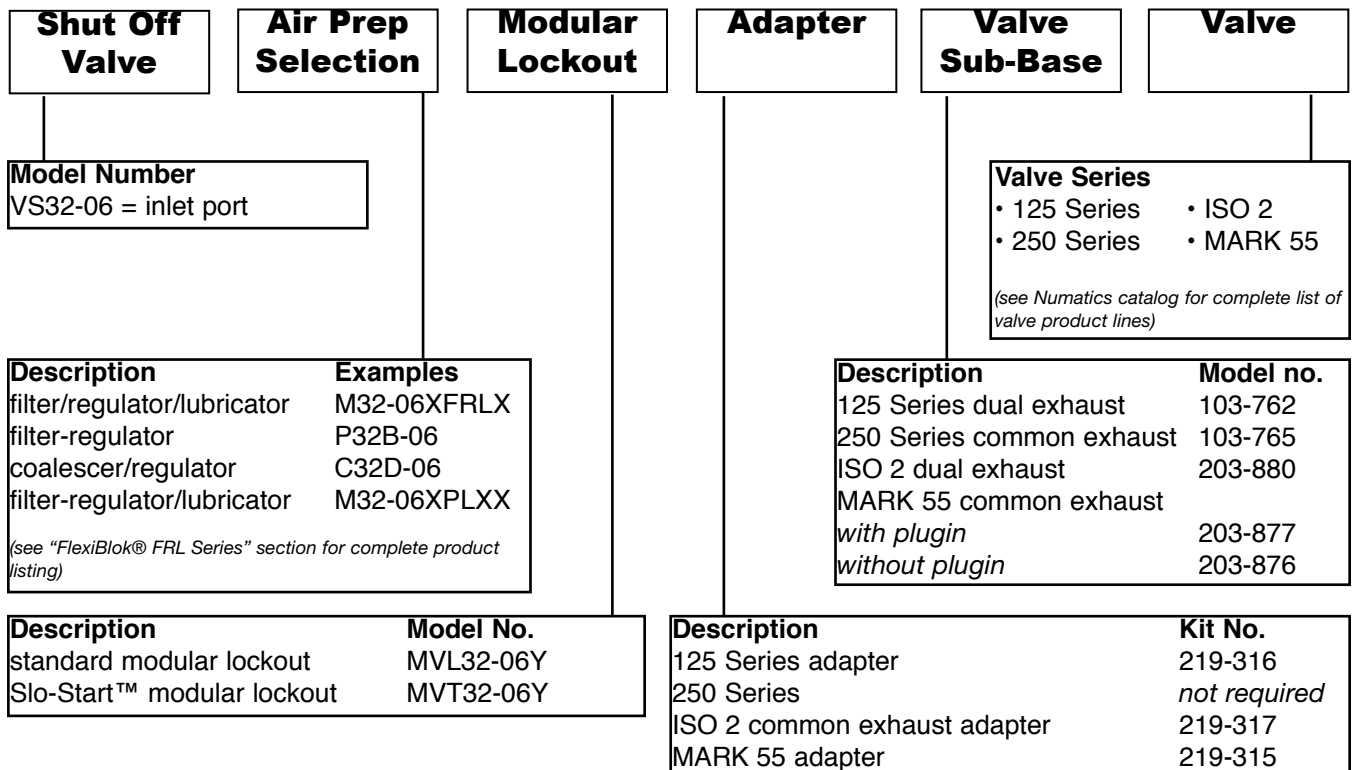 Shut Off Valve
Air Prep Selection
Modular Lockout
Adapter
Valve Sub-Base
Valve
Model Number
VS32-06 = inlet port
Valve Series
• 125 Series • ISO 2
• 250 Series • MARK 55
(see Numatics catalog for complete list of
valve product lines)
Description Examples
filter/regulator/lubricator M32-06XFRLX
filter-regulator P32B-06
coalescer/regulator C32D-06
filter-regulator/lubricator M32-06XPLXX
(see “FlexiBlok® FRL Series” section for complete product
listing)
Description Model no.
125 Series dual exhaust 103-762
250 Series common exhaust 103-765
ISO 2 dual exhaust 203-880
MARK 55 common exhaust
with plugin 203-877
without plugin 203-876
Description Model No.
standard modular lockout MVL32-06Y
Slo-Start™ modular lockout MVT32-06Y
Description Kit No.
125 Series adapter 219-316
250 Series not required
ISO 2 common exhaust adapter 219-317
MARK 55 adapter 219-315